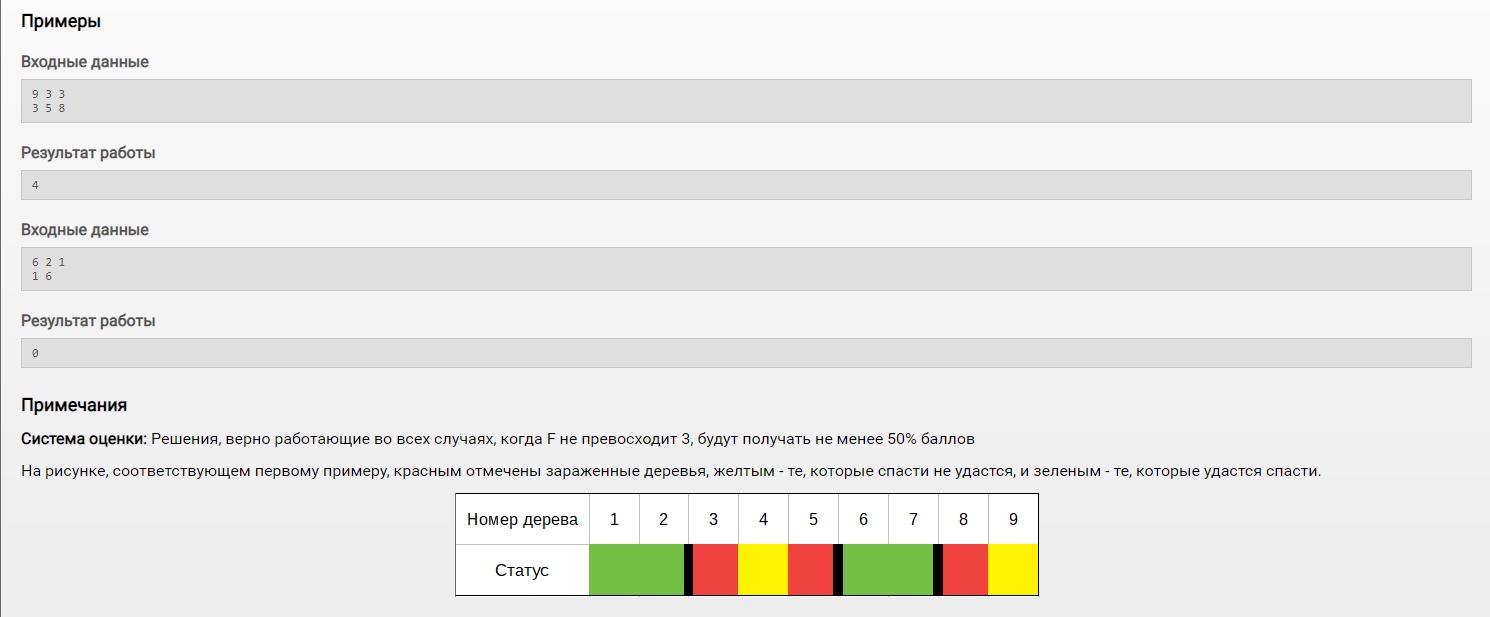 Примеры
Входные данные
9 3 3
3 5 8
Результат работы
4
Входные данные
6 2 1
1 6
Результат работы
0
Примечания
Система оценки: Решения, верно работающие во всех случаях, когда F не превосходит 3, будут получать не менее 50% баллов
На рисунке, соответствующем первому примеру, красным отмечены зараженные деревья, желтым - те, которые спасти не удастся, и зеленым - те, которые удастся спасти.
Номер дерева 1 2 3 4 5 6 7 8 9
Статус